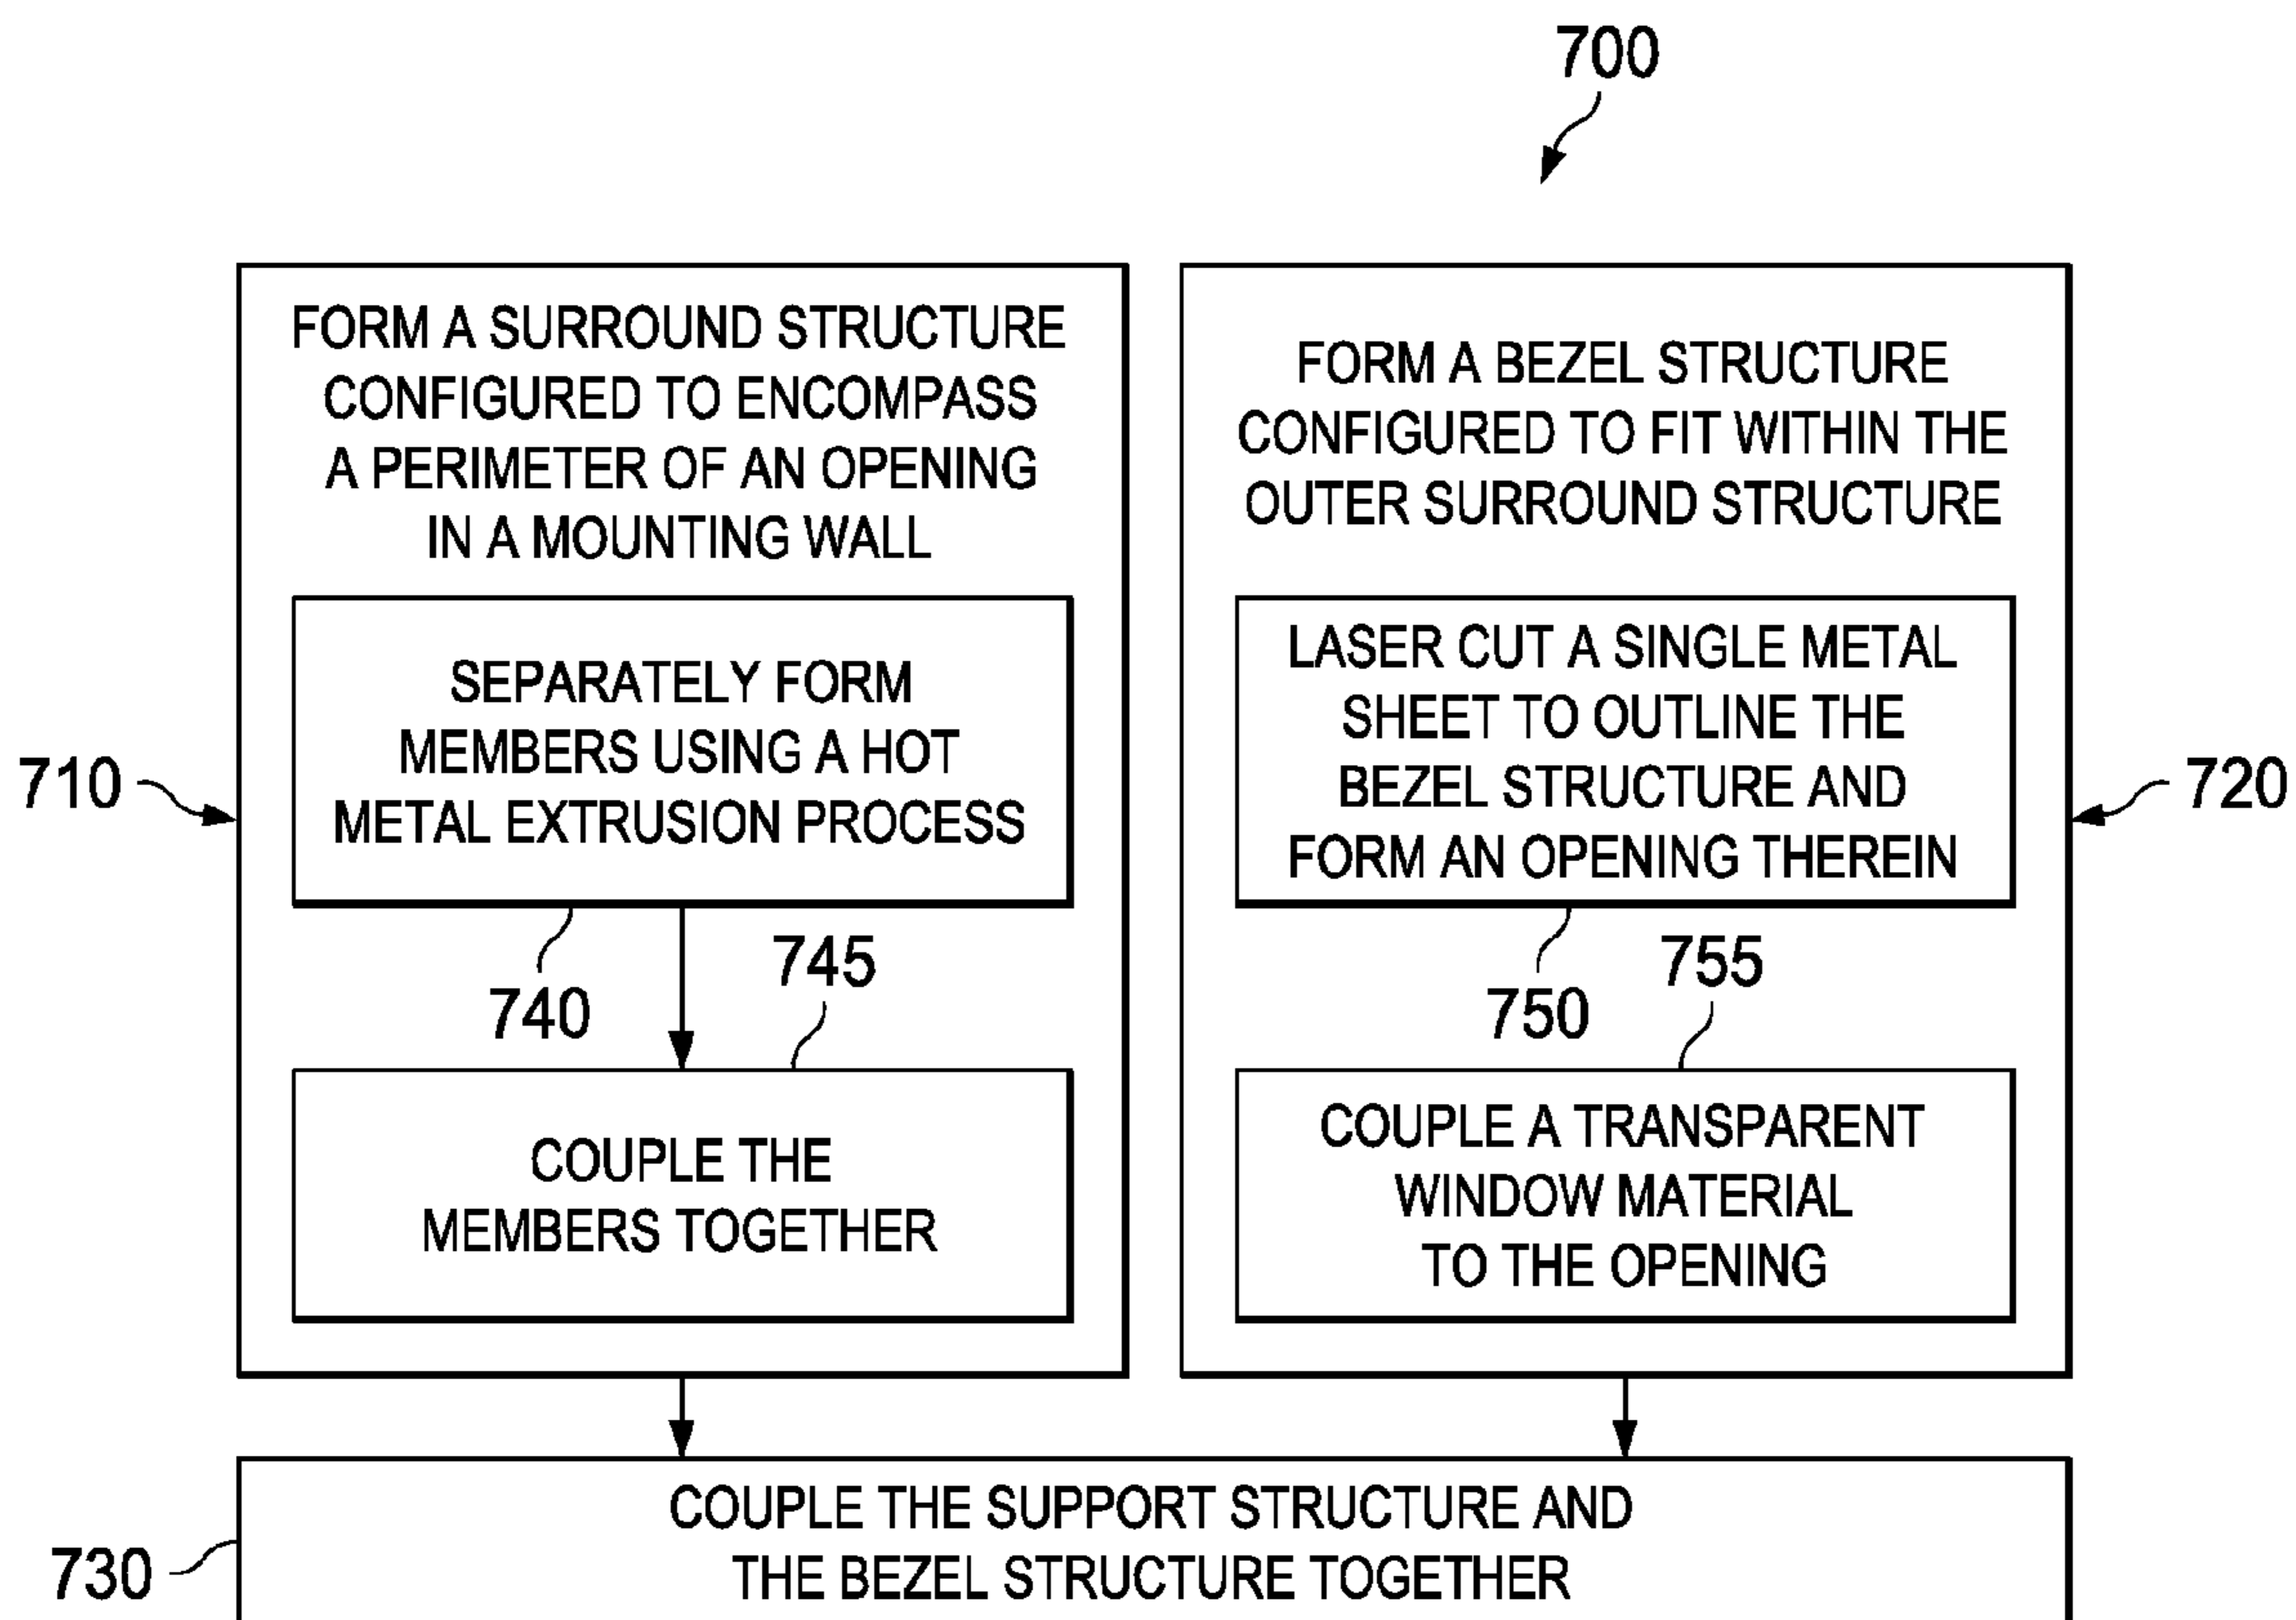 700
FORM A SURROUND STRUCTURE
CONFIGURED TO ENCOMPASS
A PERIMETER OF AN OPENING
IN A MOUNTING WALL
SEPARATELY FORM
MEMBERS USING A HOT
METAL EXTRUSION PROCESS
710
740
745
COUPLE THE
MEMBERS TOGETHER
FORM A BEZEL STRUCTURE
CONFIGURED TO FIT WITHIN THE
OUTER SURROUND STRUCTURE
LASER CUT A SINGLE METAL
SHEET TO OUTLINE THE
BEZEL STRUCTURE AND
FORM AN OPENING THEREIN
720
750
755
COUPLE A TRANSPARENT
WINDOW MATERIAL
TO THE OPENING
COUPLE THE SUPPORT STRUCTURE AND
THE BEZEL STRUCTURE TOGETHER
730